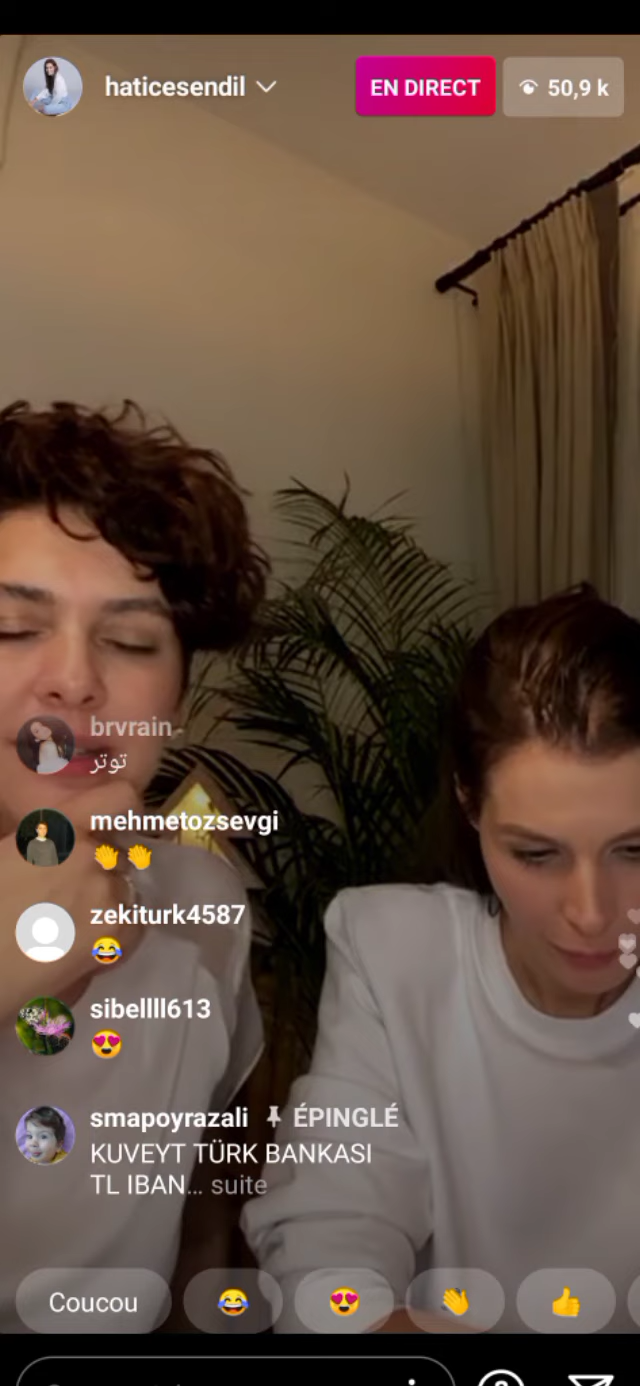 haticesendil
EN DIRECT
50,9 k
brvrain
توتر
mehmetozsevgi
👏👏
zekiturk4587
😂
sibellll613
😍
smapoyrazali ÉPINGLÉ
KUVEYT TÜRK BANKASI
TL IBAN... suite
Coucou 😂 😍 👏 👍